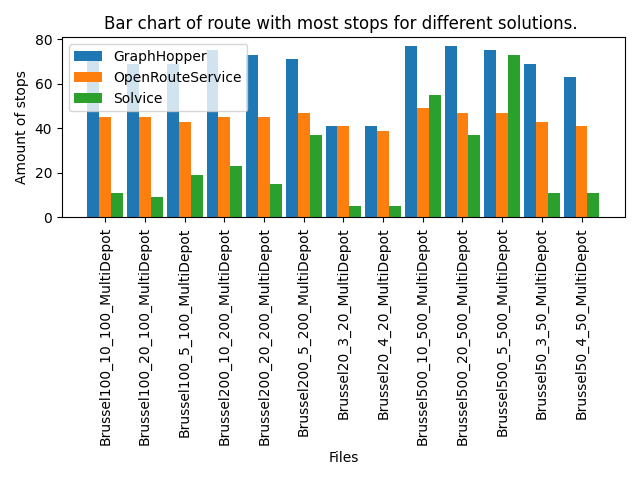 Bar chart of route with most stops for different solutions.
80
60
40
20
0
Amount of stops
GraphHopper
OpenRouteService
Solvice
Brussel100_10_100_MultiDepot
Brussel100_20_100_MultiDepot
Brussel100_5_100_MultiDepot
Brussel200_10_200_MultiDepot
Brussel200_20_200_MultiDepot
Brussel200_5_200_MultiDepot
Brussel20_3_20_MultiDepot
Brussel20_4_20_MultiDepot
Brussel500_10_500_MultiDepot
Brussel500_20_500_MultiDepot
Brussel500_5_500_MultiDepot
Brussel50_3_50_MultiDepot
Brussel50_4_50_MultiDepot
Files